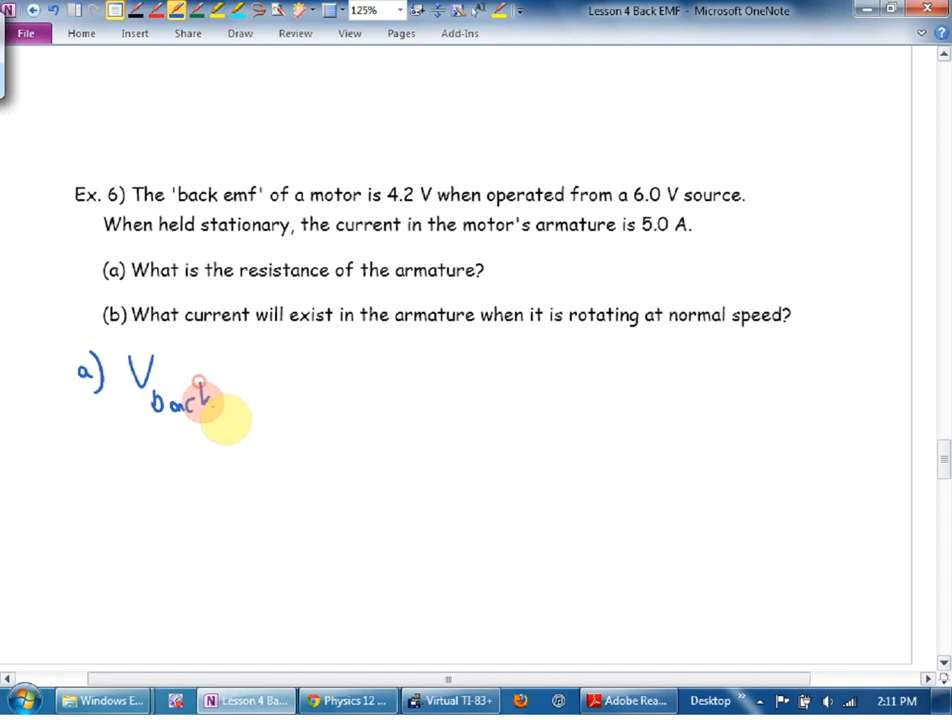 125%
Lesson 4 Back EMF - Microsoft OneNote
File Home Insert Share Draw Review View Pages Add-Ins
Ex. 6) The 'back emf' of a motor is 4.2 V when operated from a 6.0 V source.
When held stationary, the current in the motor's armature is 5.0 A.
(a) What is the resistance of the armature?
(b) What current will exist in the armature when it is rotating at normal speed?
a) V
Windows E... Lesson 4 Ba... Physics 12 ... Virtual TI-83+ Adobe Rea... Desktop 2:11 PM